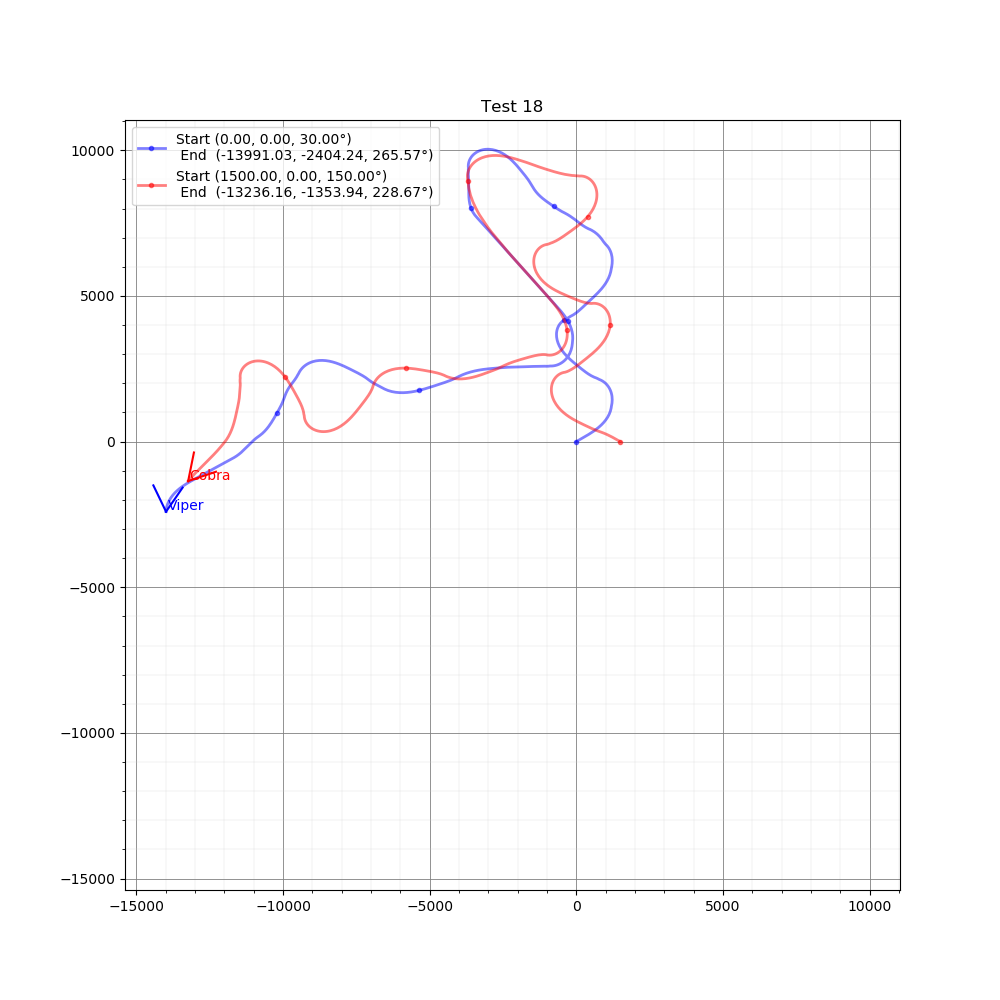 Test 18
Start (0.00, 0.00, 30.00°)
End  (-13991.03, -2404.24, 265.57°)
Start (1500.00, 0.00, 150.00°)
End  (-13236.16, -1353.94, 228.67°)
10000
5000
0
−5000
−10000
−15000
Cobra
Viper
−15000
−10000
−5000
0
5000
10000